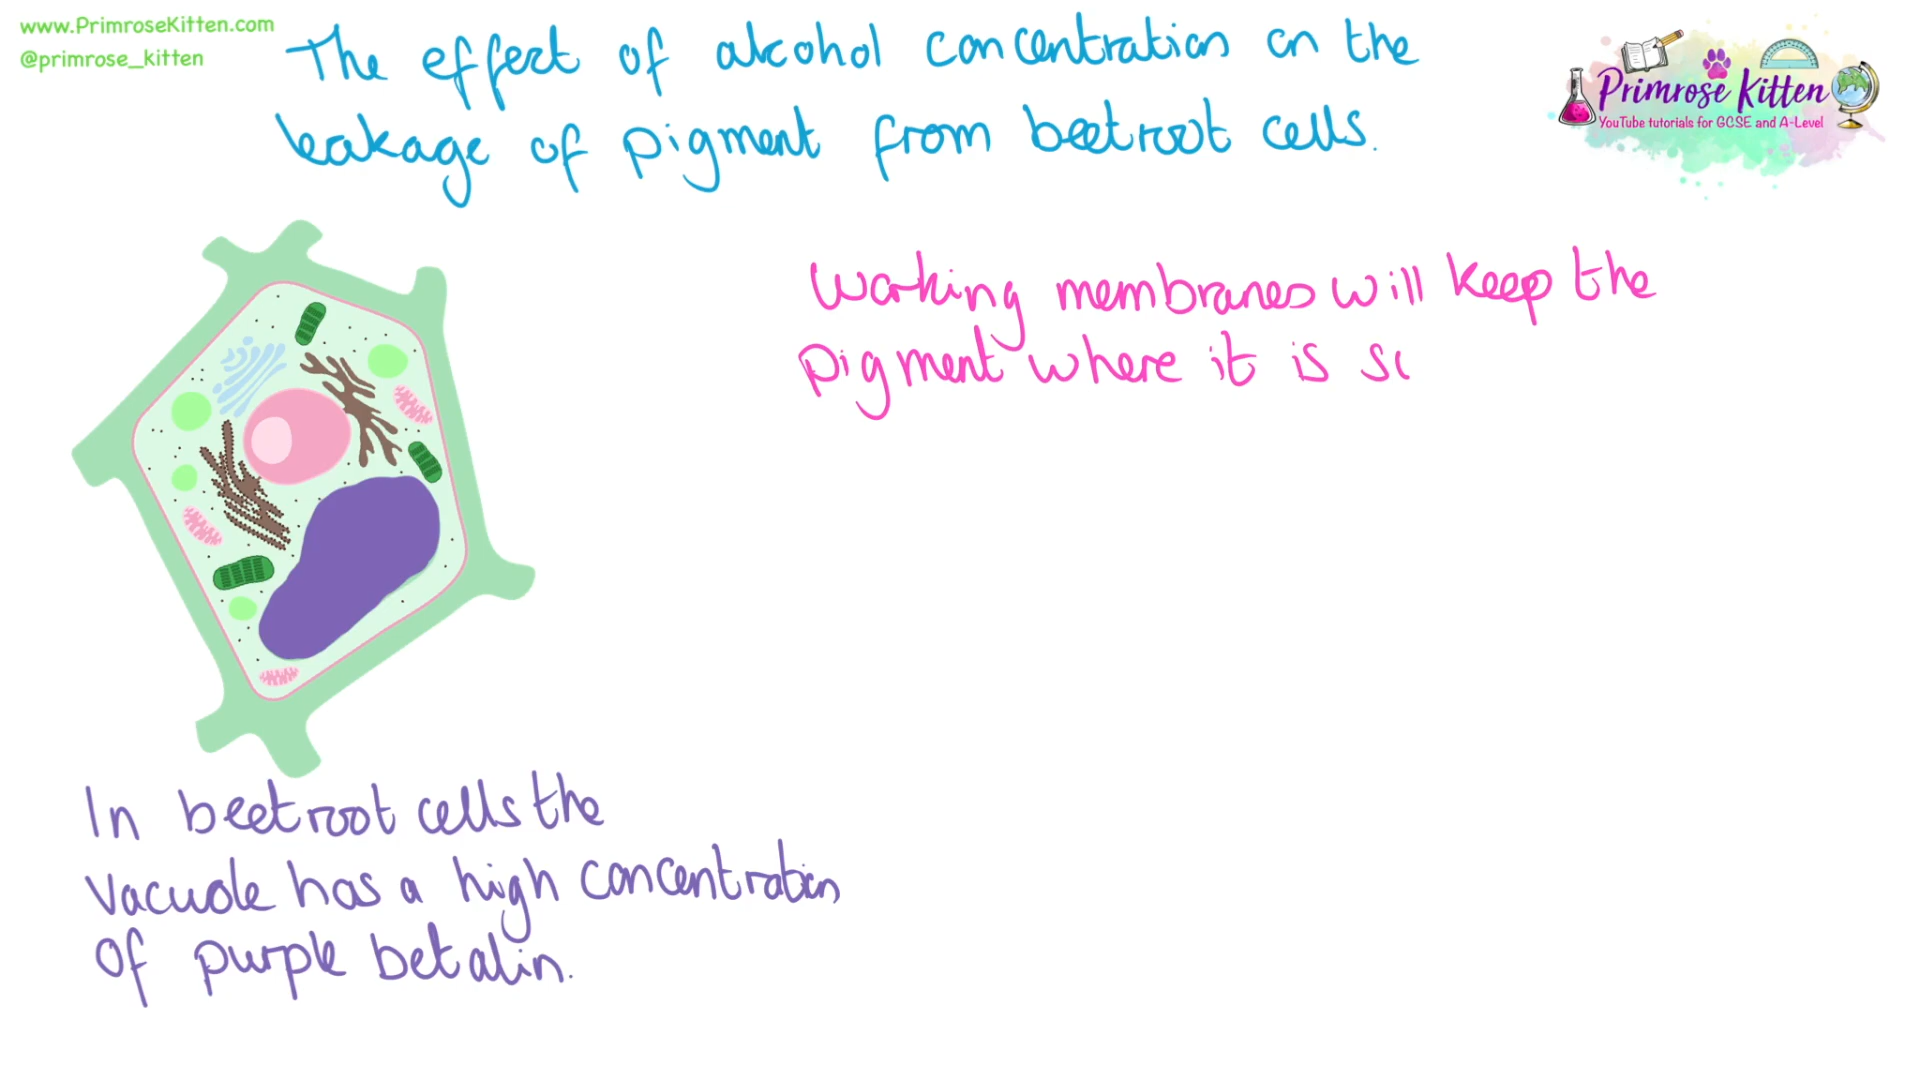 www.PrimroseKitten.com
@primrose_kitten
The effect of alcohol concentration on the
leakage of pigment from beetroot cells.
Primrose Kitten
YouTube tutorials for GCSE and A-Level
Working membranes will keep the
pigment where it is
In beetroot cells the
vacuole has a high concentration
of purple betalin.